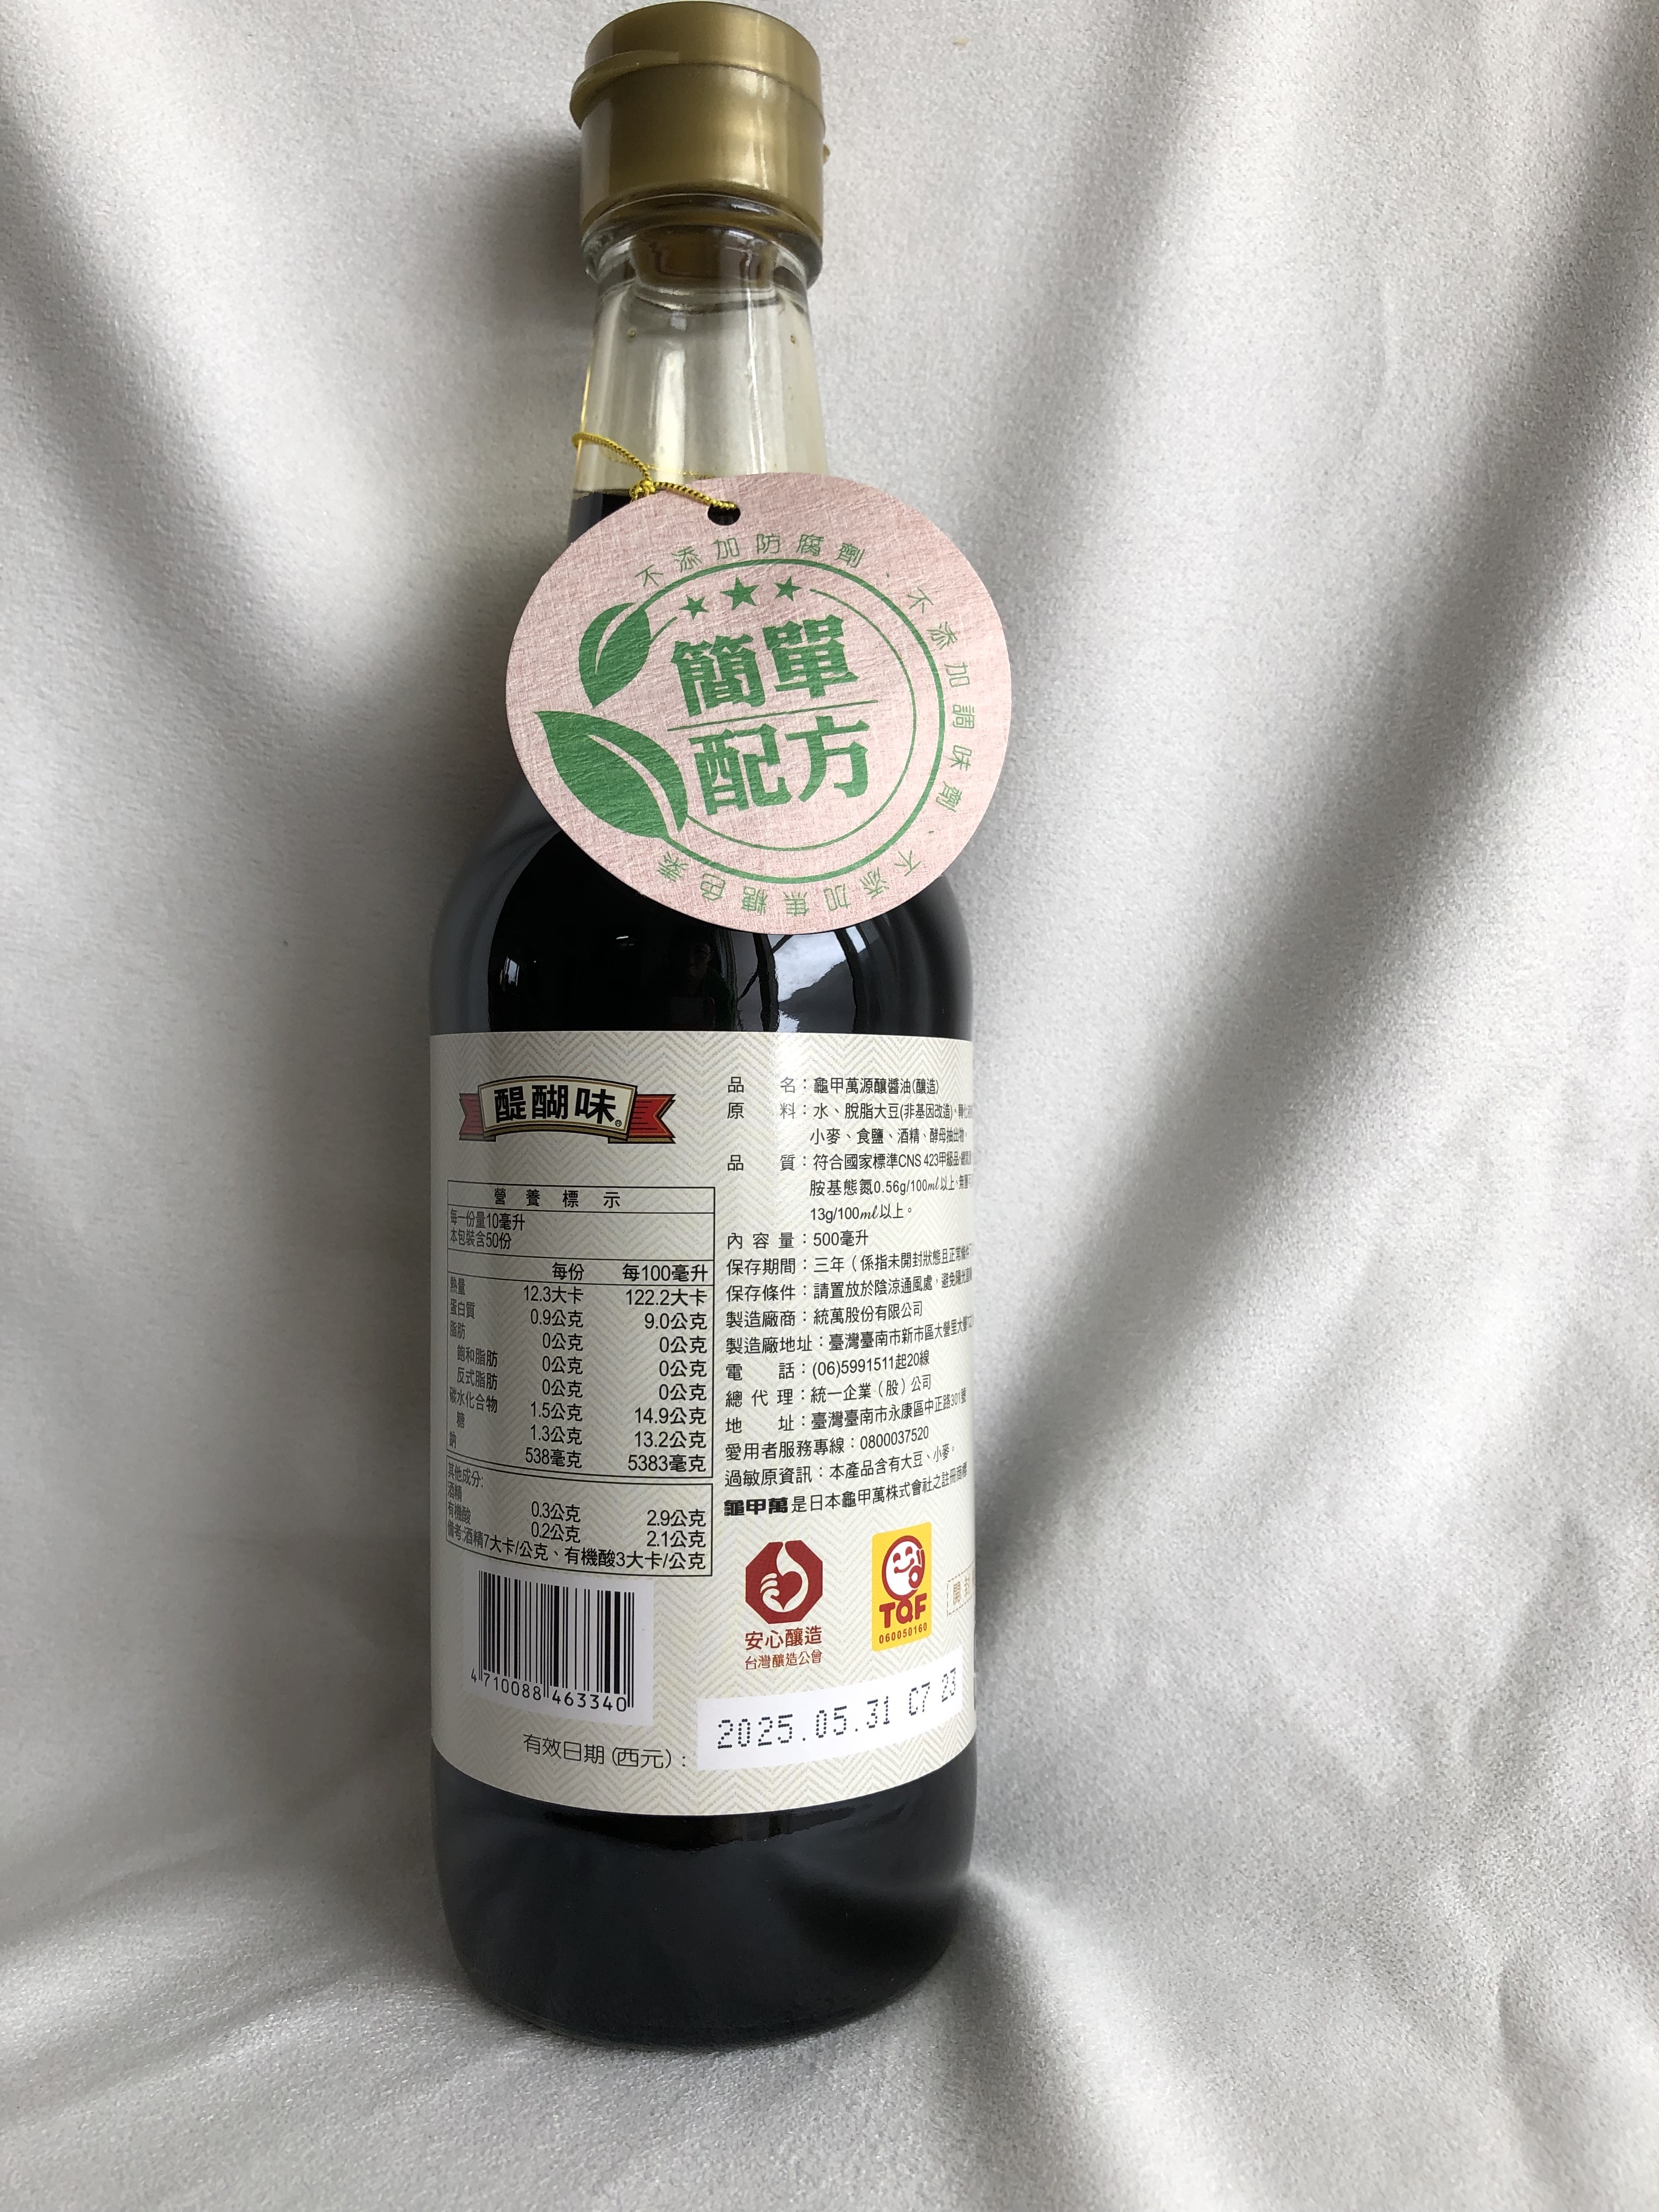 不添加防腐劑．不添加調味劑．不添加焦糖色素
簡單
配方
醍醐味®
營養標示
每一份量10毫升
本包裝含50份
每份 每100毫升
熱量 12.3大卡 122.2大卡
蛋白質 0.9公克 9.0公克
脂肪 0公克 0公克
飽和脂肪 0公克 0公克
反式脂肪 0公克 0公克
碳水化合物 1.5公克 14.9公克
糖 1.3公克 13.2公克
鈉 538毫克 5383毫克
其他成分:
酒精 0.3公克 2.9公克
有機酸 0.2公克 2.1公克
備考:酒精7大卡/公克、有機酸3大卡/公克
4 710088 463340
品名：龜甲萬源釀醬油(釀造)
原料：水、脫脂大豆(非基因改造)、
小麥、食鹽、酒精、酵母抽出物。
品質：符合國家標準CNS 423甲級品/
胺基態氮0.56g/100ml以上、無
13g/100ml以上。
內容量：500毫升
保存期間：三年（係指未開封狀態且正常
保存條件：請置放於陰涼通風處，避免陽光
製造廠商：統萬股份有限公司
製造廠地址：臺灣臺南市新市區大營里大
電話：(06)5991511起20線
總代理：統一企業（股）公司
地址：臺灣臺南市永康區中正路301號
愛用者服務專線：0800037520
過敏原資訊：本產品含有大豆、小麥。
龜甲萬是日本龜甲萬株式會社之註冊商標
安心釀造
台灣釀造公會
TQF
060050160
開封
有效日期(西元)：
2025.05.31 C7 23